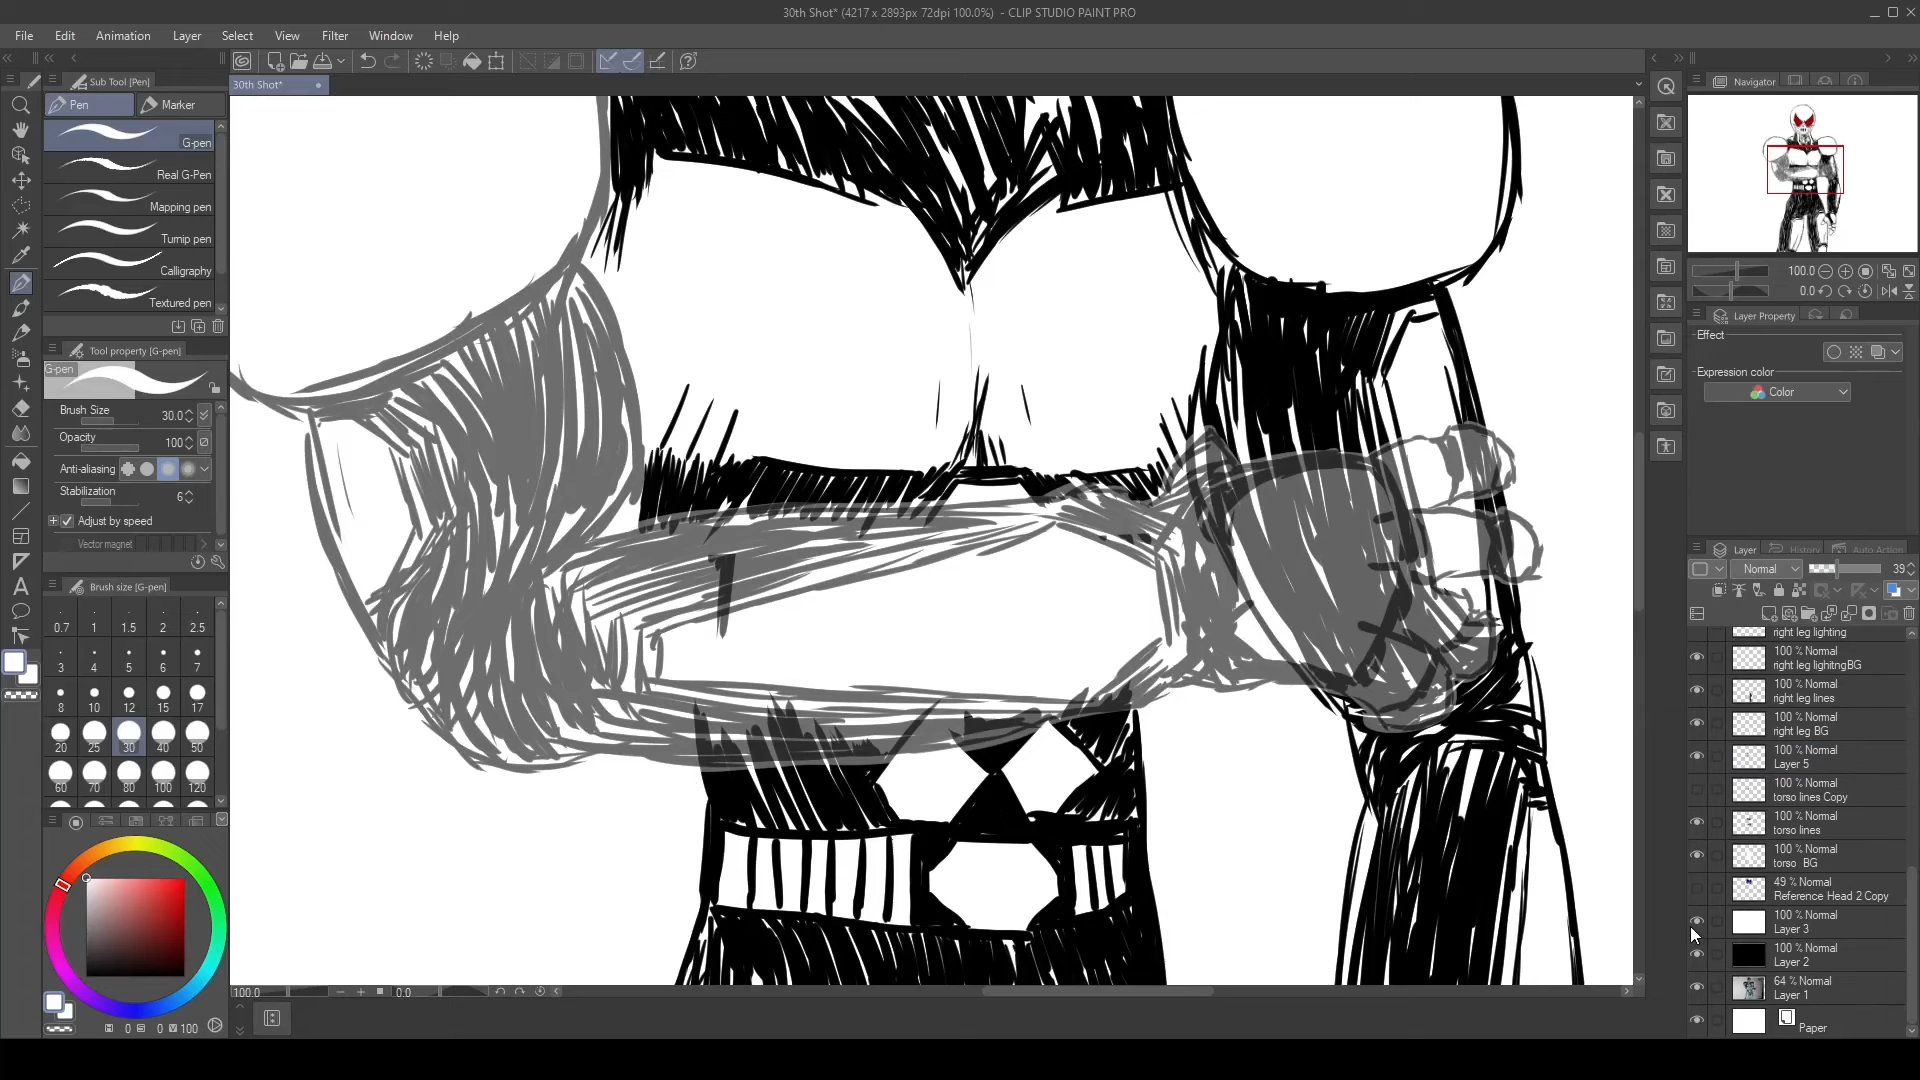 30th Shot* (4217 x 2893px 72dpi 100.0%)  - CLIP STUDIO PAINT PRO
File
Edit
Animation
Layer
Select
View
Filter
Window
Help
Sub Tool [Pen]
Pen
Marker
G-pen
Real G-Pen
Mapping pen
Turnip pen
Calligraphy
Textured pen
Tool property [G-pen]
G-pen
Brush Size
30.0
Opacity
100
Anti-aliasing
Stabilization
6
Adjust by speed
Vector magnet
Brush size [G-pen]
0.7 1 1.5 2 2.5
3 4 5 6 7
8 10 12 15 17
20 25 30 40 50
60 70 80 100 120
0 0 V 100
30th Shot*
100.0
0.0
Navigator
100.0
0.0
Layer Property
Effect
Expression color
Color
Layer
History
Auto Action
Normal
39
right leg lighting
100 % Normal
right leg lighitngBG
100 % Normal
right leg lines
100 % Normal
right leg BG
100 % Normal
Layer 5
100 % Normal
torso lines Copy
100 % Normal
torso lines
100 % Normal
torso BG
49 % Normal
Reference Head 2 Copy
100 % Normal
Layer 3
100 % Normal
Layer 2
64 % Normal
Layer 1
Paper